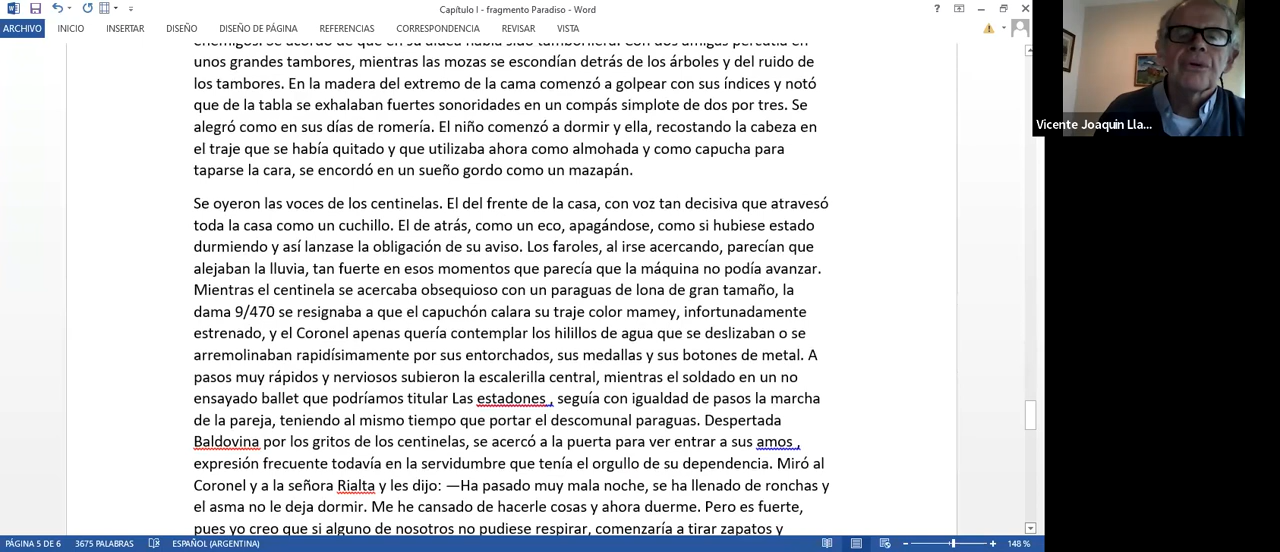 Capítulo I - fragmento Paradiso - Word
ARCHIVO INICIO INSERTAR DISEÑO DISEÑO DE PÁGINA REFERENCIAS CORRESPONDENCIA REVISAR VISTA
enemigos. Se acordó de que en su aldea había sido tamborilera. Con dos amigas percutía en
unos grandes tambores, mientras las mozas se escondían detrás de los árboles y del ruido de
los tambores. En la madera del extremo de la cama comenzó a golpear con sus índices y notó
que de la tabla se exhalaban fuertes sonoridades en un compás simplote de dos por tres. Se
alegró como en sus días de romería. El niño comenzó a dormir y ella, recostando la cabeza en
el traje que se había quitado y que utilizaba ahora como almohada y como capucha para
taparse la cara, se encordó en un sueño gordo como un mazapán.
Se oyeron las voces de los centinelas. El del frente de la casa, con voz tan decisiva que atravesó
toda la casa como un cuchillo. El de atrás, como un eco, apagándose, como si hubiese estado
durmiendo y así lanzase la obligación de su aviso. Los faroles, al irse acercando, parecían que
alejaban la lluvia, tan fuerte en esos momentos que parecía que la máquina no podía avanzar.
Mientras el centinela se acercaba obsequioso con un paraguas de lona de gran tamaño, la
dama 9/470 se resignaba a que el capuchón calara su traje color mamey, infortunadamente
estrenado, y el Coronel apenas quería contemplar los hilillos de agua que se deslizaban o se
arremolinaban rapidísimamente por sus entorchados, sus medallas y sus botones de metal. A
pasos muy rápidos y nerviosos subieron la escalerilla central, mientras el soldado en un no
ensayado ballet que podríamos titular Las estadones , seguía con igualdad de pasos la marcha
de la pareja, teniendo al mismo tiempo que portar el descomunal paraguas. Despertada
Baldovina por los gritos de los centinelas, se acercó a la puerta para ver entrar a sus amos ,
expresión frecuente todavía en la servidumbre que tenía el orgullo de su dependencia. Miró al
Coronel y a la señora Rialta y les dijo: —Ha pasado muy mala noche, se ha llenado de ronchas y
el asma no le deja dormir. Me he cansado de hacerle cosas y ahora duerme. Pero es fuerte,
pues yo creo que si alguno de nosotros no pudiese respirar, comenzaría a tirar zapatos y
PÁGINA 5 DE 6 3675 PALABRAS ESPAÑOL (ARGENTINA) 148 %
Vicente Joaquin Lla...